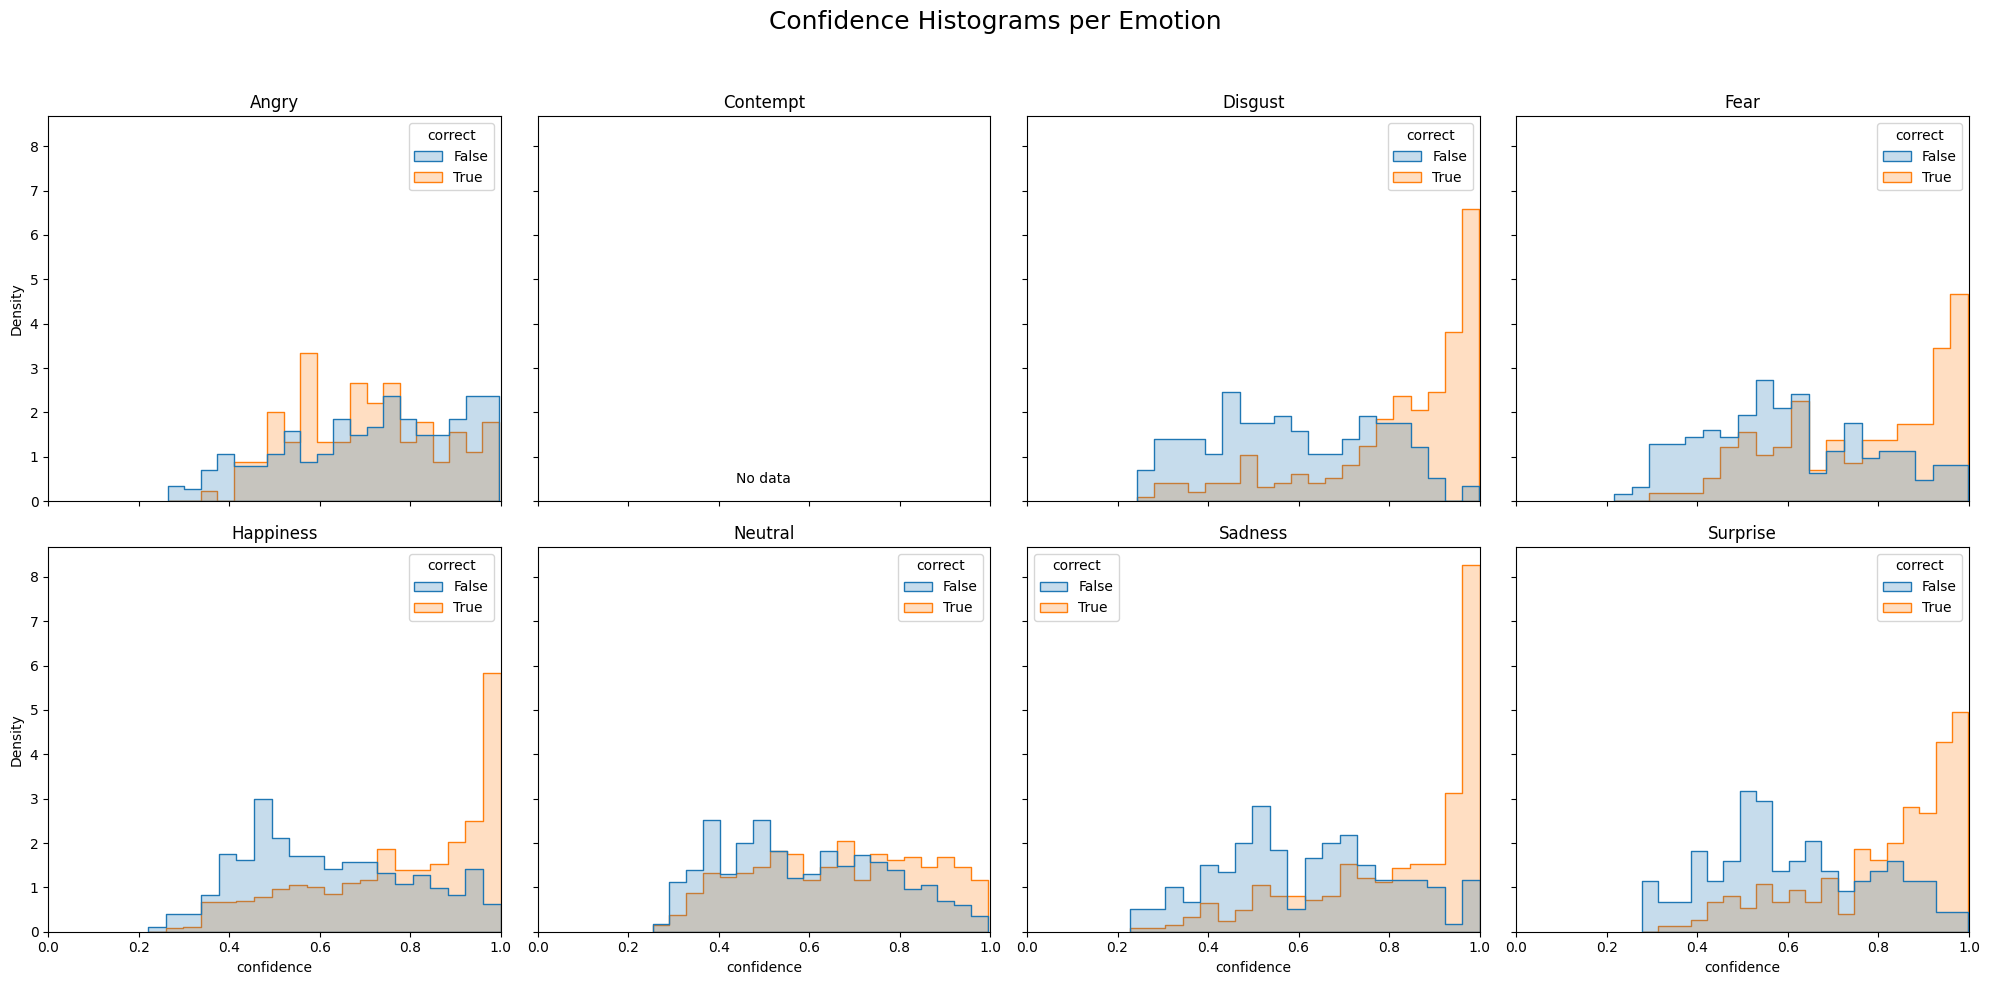 Confidence Histograms per Emotion
Angry
correct
False
True
Density
0
1
2
3
4
5
6
7
8
Contempt
No data
Disgust
correct
False
True
Fear
correct
False
True
Happiness
correct
False
True
Density
0
1
2
3
4
5
6
7
8
0.0 0.2 0.4 0.6 0.8 1.0
confidence
Neutral
correct
False
True
0.0 0.2 0.4 0.6 0.8 1.0
confidence
Sadness
correct
False
True
0.0 0.2 0.4 0.6 0.8 1.0
confidence
Surprise
correct
False
True
0.0 0.2 0.4 0.6 0.8 1.0
confidence